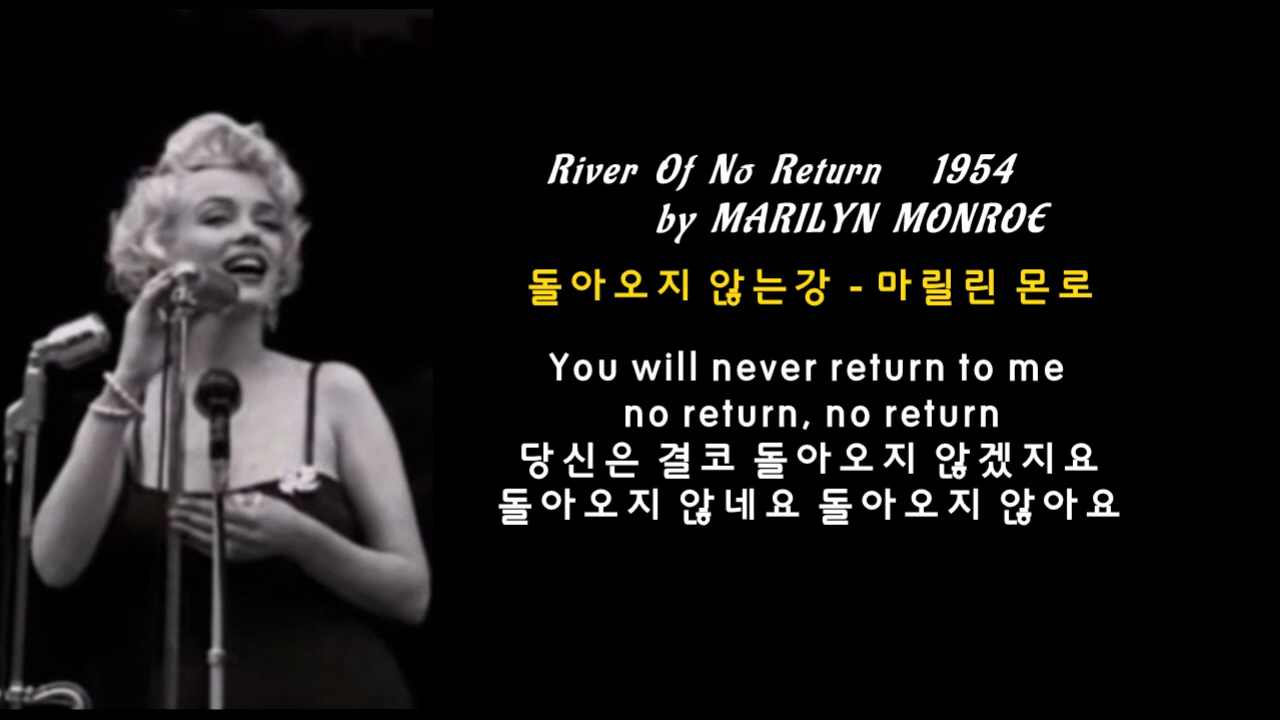 River Of No Return 1954
by MARILYN MONROE
돌아오지 않는강 - 마릴린 몬로
You will never return to me
no return, no return
당신은 결코 돌아오지 않겠지요
돌아오지 않네요 돌아오지 않아요